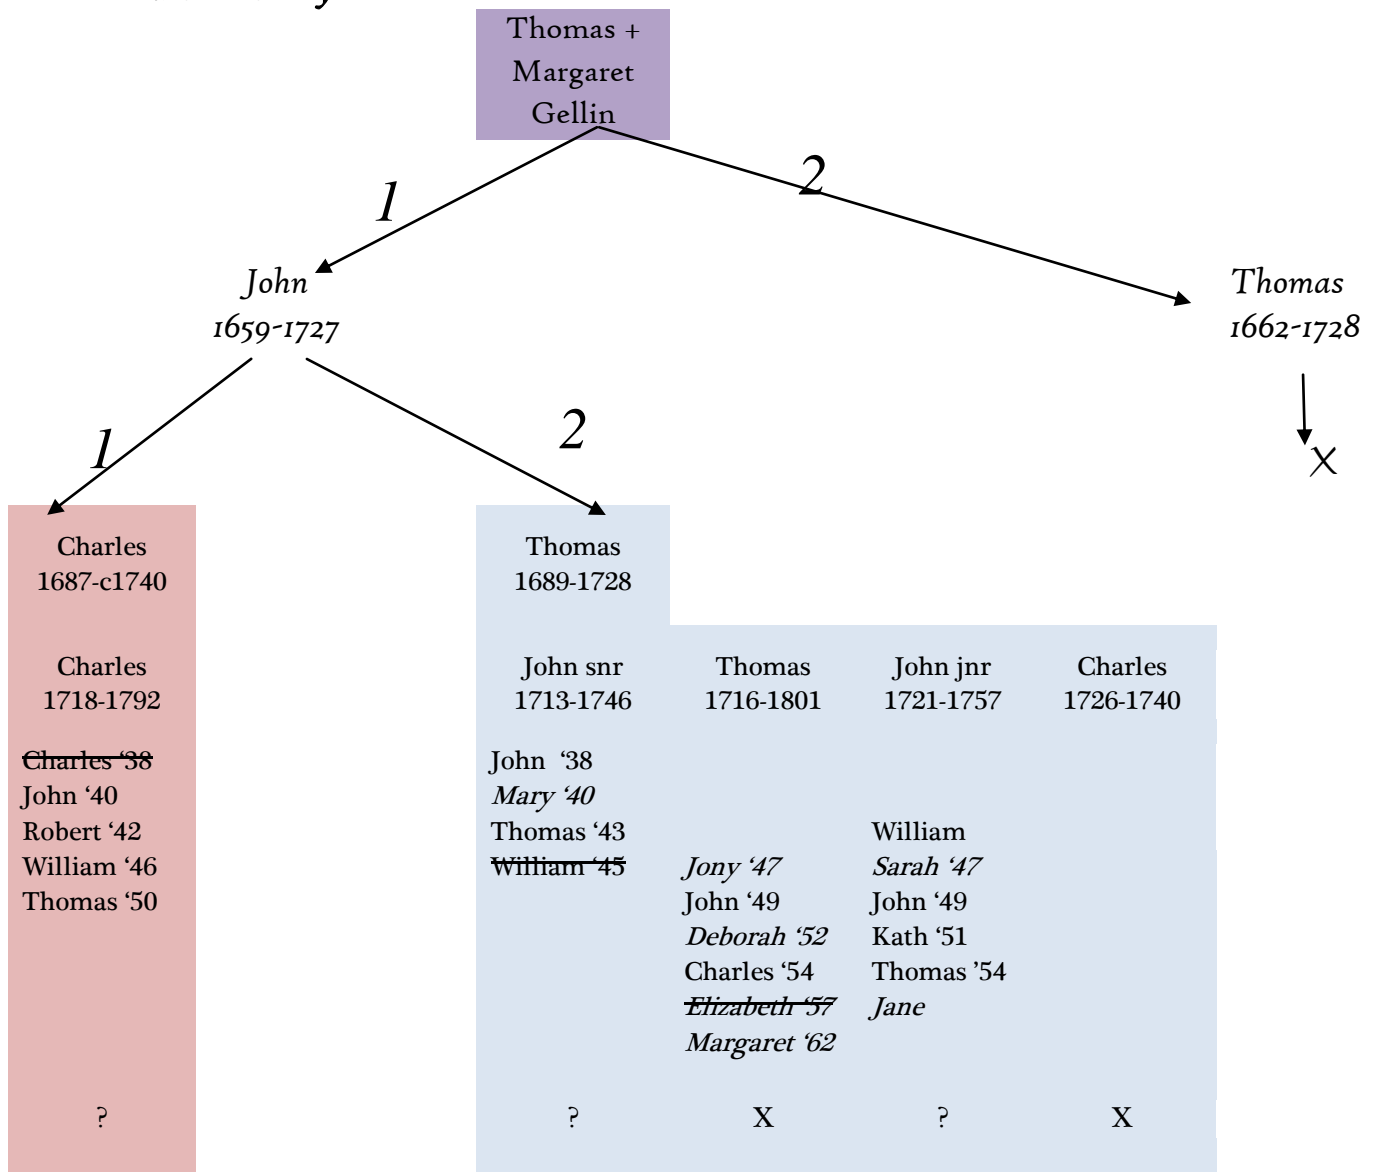 Thomas +
Margaret
Gellin
1
2
John
1659-1727
Thomas
1662-1728
1
2
X
Charles
1687-c1740
Thomas
1689-1728
Charles
1718-1792
John snr
1713-1746
Thomas
1716-1801
John jnr
1721-1757
Charles
1726-1740
Charles ‘38
John ‘40
Robert ‘42
William ‘46
Thomas ‘50
John ‘38
Mary ‘40
Thomas ‘43
William ‘45
Jony ‘47
John ‘49
Deborah ‘52
Charles ‘54
Elizabeth ‘57
Margaret ‘62
William
Sarah ‘47
John ‘49
Kath ‘51
Thomas ’54
Jane
?
?
X
?
X